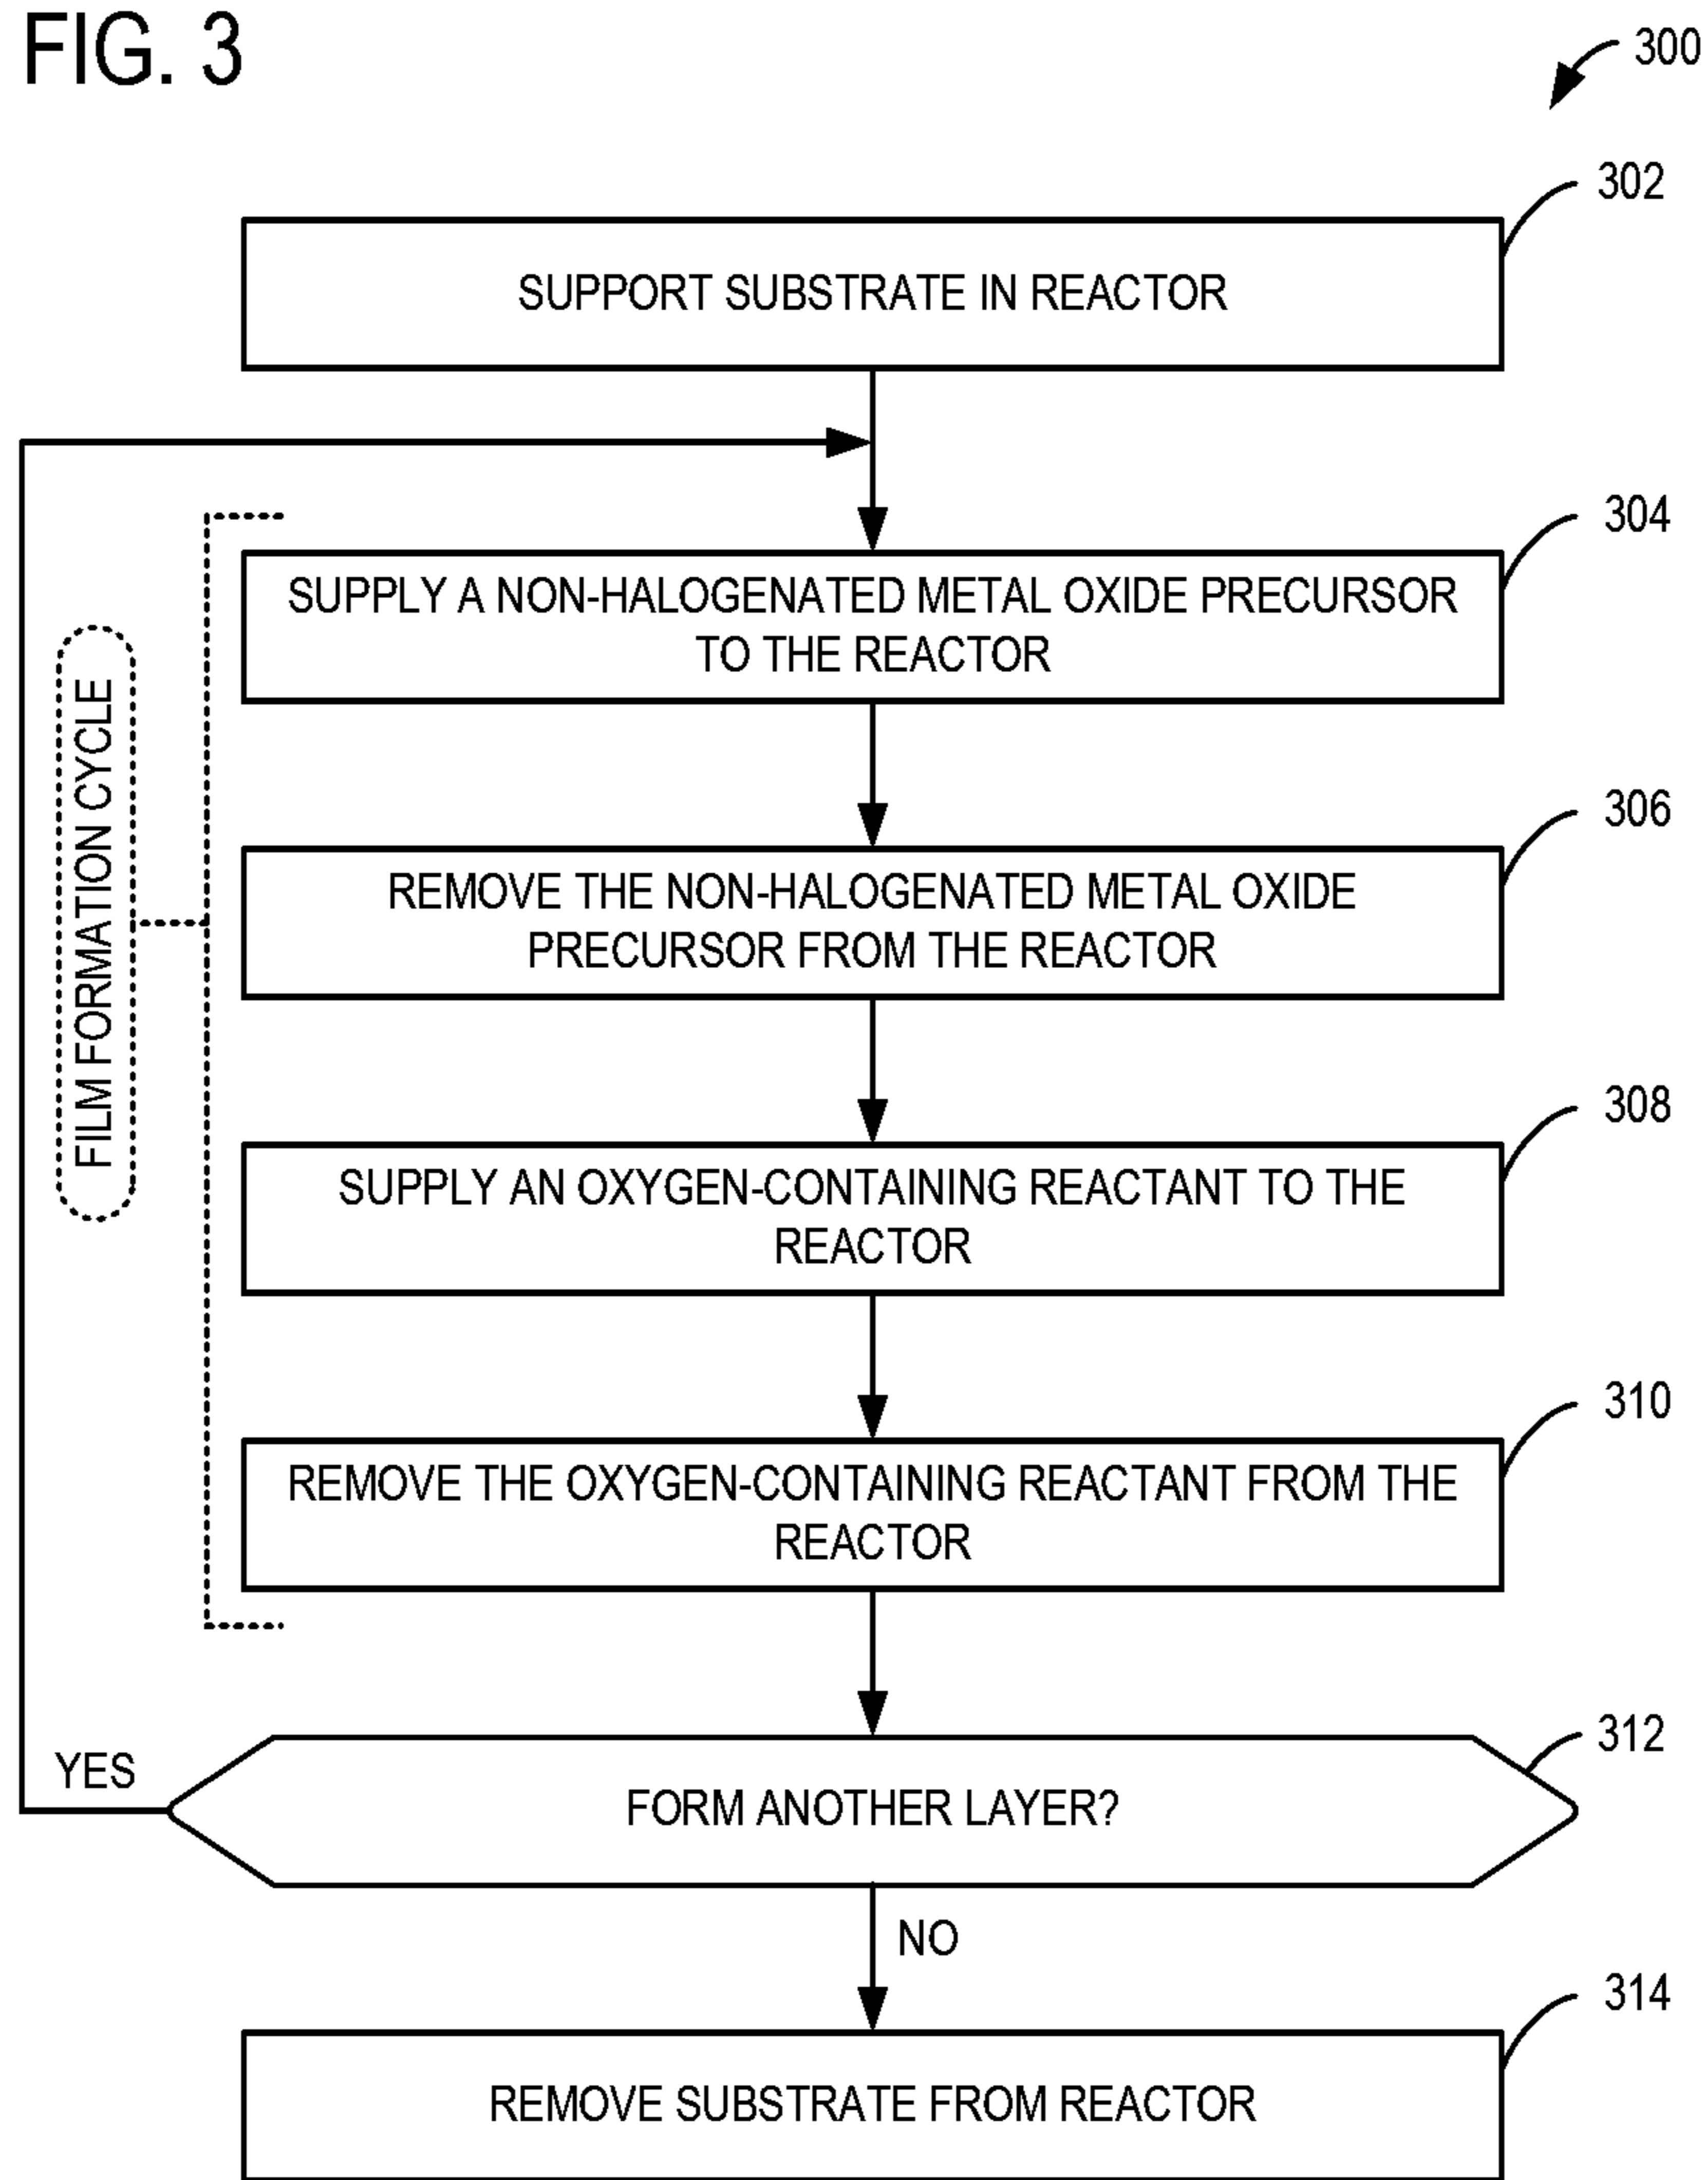 FIG. 3
300
302
SUPPORT SUBSTRATE IN REACTOR
304
SUPPLY A NON-HALOGENATED METAL OXIDE PRECURSOR
TO THE REACTOR
306
REMOVE THE NON-HALOGENATED METAL OXIDE
PRECURSOR FROM THE REACTOR
FILM FORMATION CYCLE
308
SUPPLY AN OXYGEN-CONTAINING REACTANT TO THE
REACTOR
310
REMOVE THE OXYGEN-CONTAINING REACTANT FROM THE
REACTOR
312
YES
FORM ANOTHER LAYER?
NO
314
REMOVE SUBSTRATE FROM REACTOR